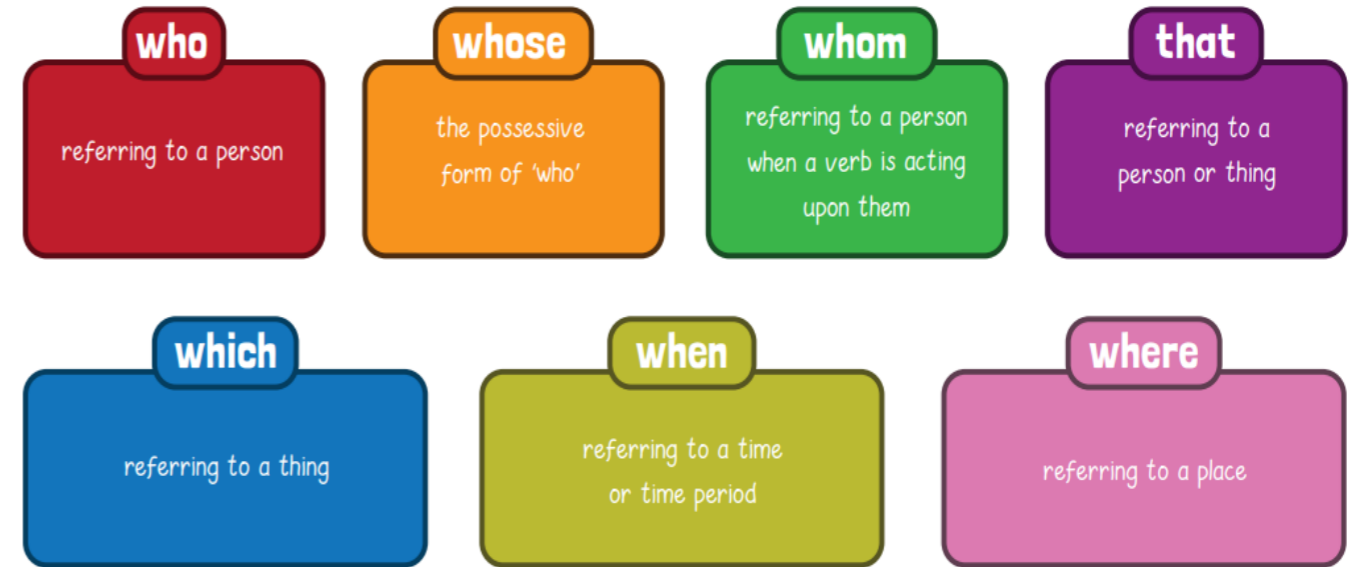 who
referring to a person
whose
the possessive
form of ‘who’
whom
referring to a person
when a verb is acting
upon them
that
referring to a
person or thing
which
referring to a thing
when
referring to a time
or time period
where
referring to a place